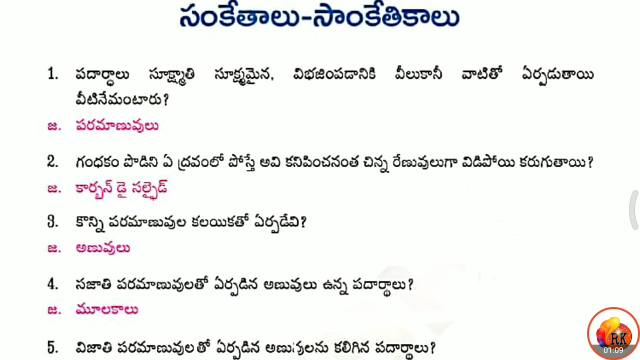 సంకేతాలు-సాంకేతికాలు
1. పదార్థాలు సూక్ష్మాతి సూక్ష్మమైన, విభజింపడానికి వీలుకానీ వాటితో ఏర్పడుతాయి
వీటినేమంటారు?
జ. పరమాణువులు
2. గంధకం పొడిని ఏ ద్రవంలో పోస్తే అవి కనిపించనంత చిన్న రేణువులుగా విడిపోయి కరుగుతాయి?
జ. కార్బన్ డై సల్ఫైడ్
3. కొన్ని పరమాణువుల కలయికతో ఏర్పడేవి?
జ. అణువులు
4. సజాతి పరమాణువులతో ఏర్పడిన అణువులు ఉన్న పదార్థాలు?
జ. మూలకాలు
5. విజాతి పరమాణువులతో ఏర్పడిన అణువులను కలిగిన పదార్థాలు?
RK
01:09